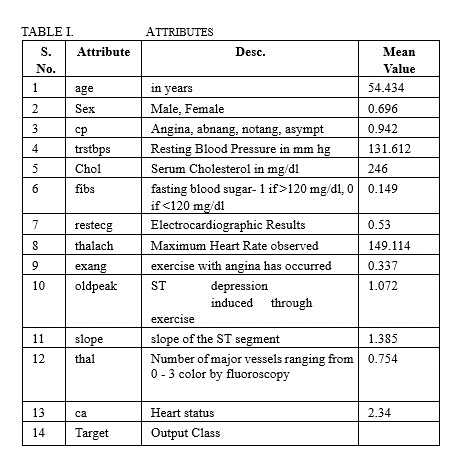 TABLE I. ATTRIBUTES
S. No. Attribute Desc. Mean Value
1 age in years 54.434
2 Sex Male, Female 0.696
3 cp Angina, abnang, notang, asympt 0.942
4 trstbps Resting Blood Pressure in mm hg 131.612
5 Chol Serum Cholesterol in mg/dl 246
6 fibs fasting blood sugar- 1 if >120 mg/dl, 0 0.149
if <120 mg/dl
7 restecg Electrocardiographic Results 0.53
8 thalach Maximum Heart Rate observed 149.114
9 exang exercise with angina has occurred 0.337
10 oldpeak ST depression 1.072
induced through
exercise
11 slope slope of the ST segment 1.385
12 thal Number of major vessels ranging from 0.754
0 - 3 color by fluoroscopy
13 ca Heart status 2.34
14 Target Output Class